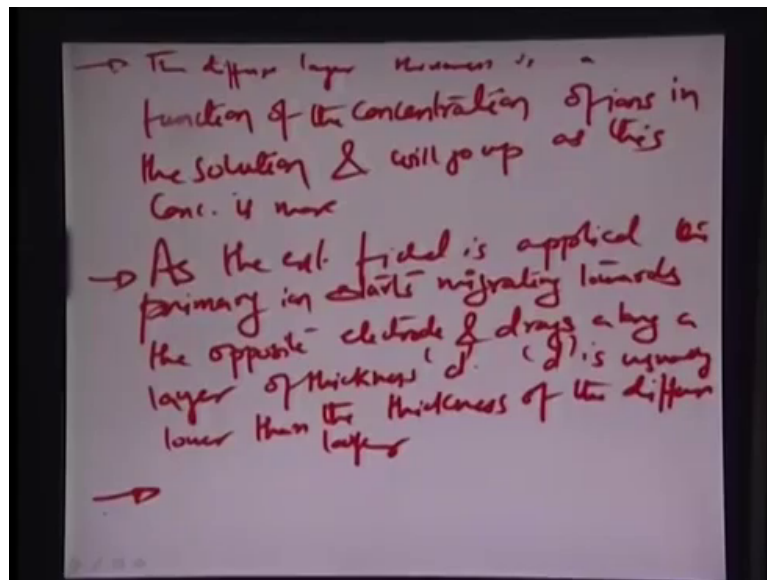 → The diffuse layer thickness is a
function of the concentration of ions in
the solution & will go up as this
Conc. is more
→ As the ext. field is applied the
primary ion starts migrating towards
the opposite electrode & drags along a
layer of thickness 'd'. 'd' is usually
lower than the thickness of the diffuse
layer
→